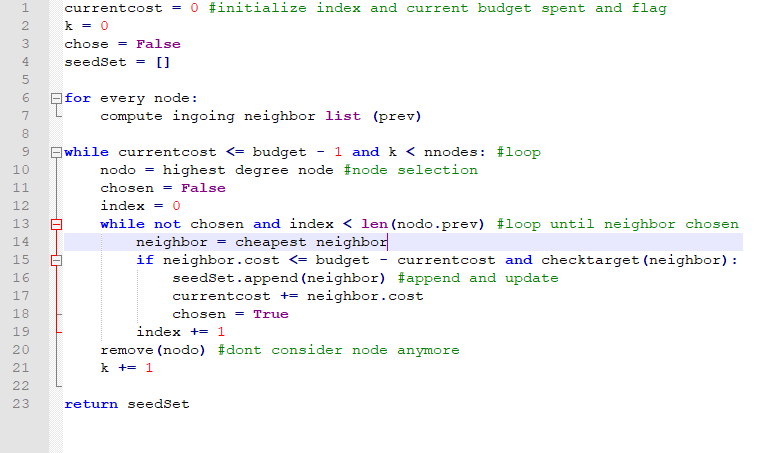 1 currentcost = 0 #initialize index and current budget spent and flag
2 k = 0
3 chose = False
4 seedSet = []
5
6 for every node:
7     compute ingoing neighbor list (prev)
8
9 while currentcost <= budget - 1 and k < nnodes: #loop
10     nodo = highest degree node #node selection
11     chosen = False
12     index = 0
13     while not chosen and index < len(nodo.prev) #loop until neighbor chosen
14         neighbor = cheapest neighbor
15         if neighbor.cost <= budget - currentcost and checktarget(neighbor):
16             seedSet.append(neighbor) #append and update
17             currentcost += neighbor.cost
18             chosen = True
19         index += 1
20     remove(nodo) #dont consider node anymore
21     k += 1
22
23 return seedSet